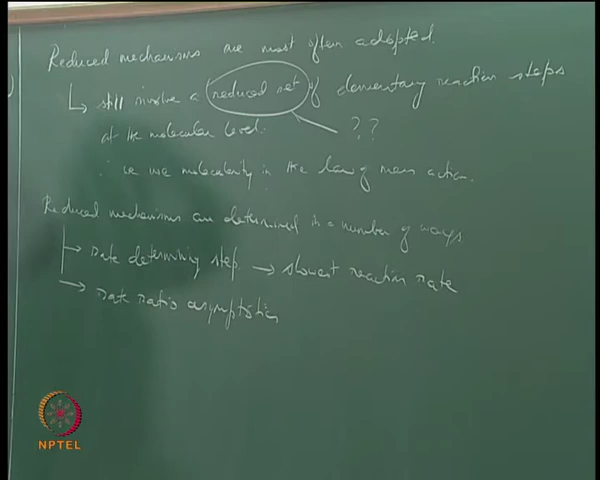 Reduced mechanisms are most often adopted.
↳ still involve a reduced set of elementary reaction steps
at the molecular level. ??
∴ we use molecularity in the law of mass action.
Reduced mechanisms are determined in a number of ways
→ rate determining step → slowest reaction rate
→ rate ratio asymptotics
NPTEL